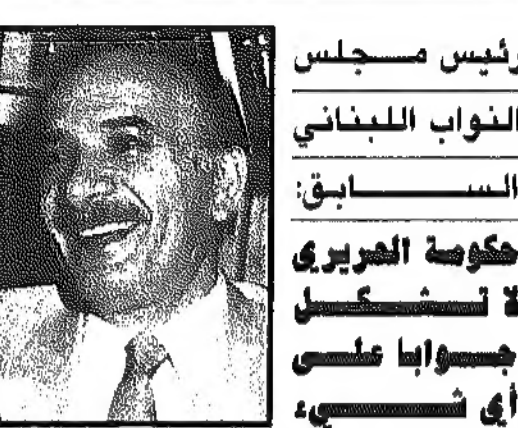 رئيس مجلس
النواب اللبناني
السابق:
حكومة الحريري
لا تشكل
جوابا على
أي شيء